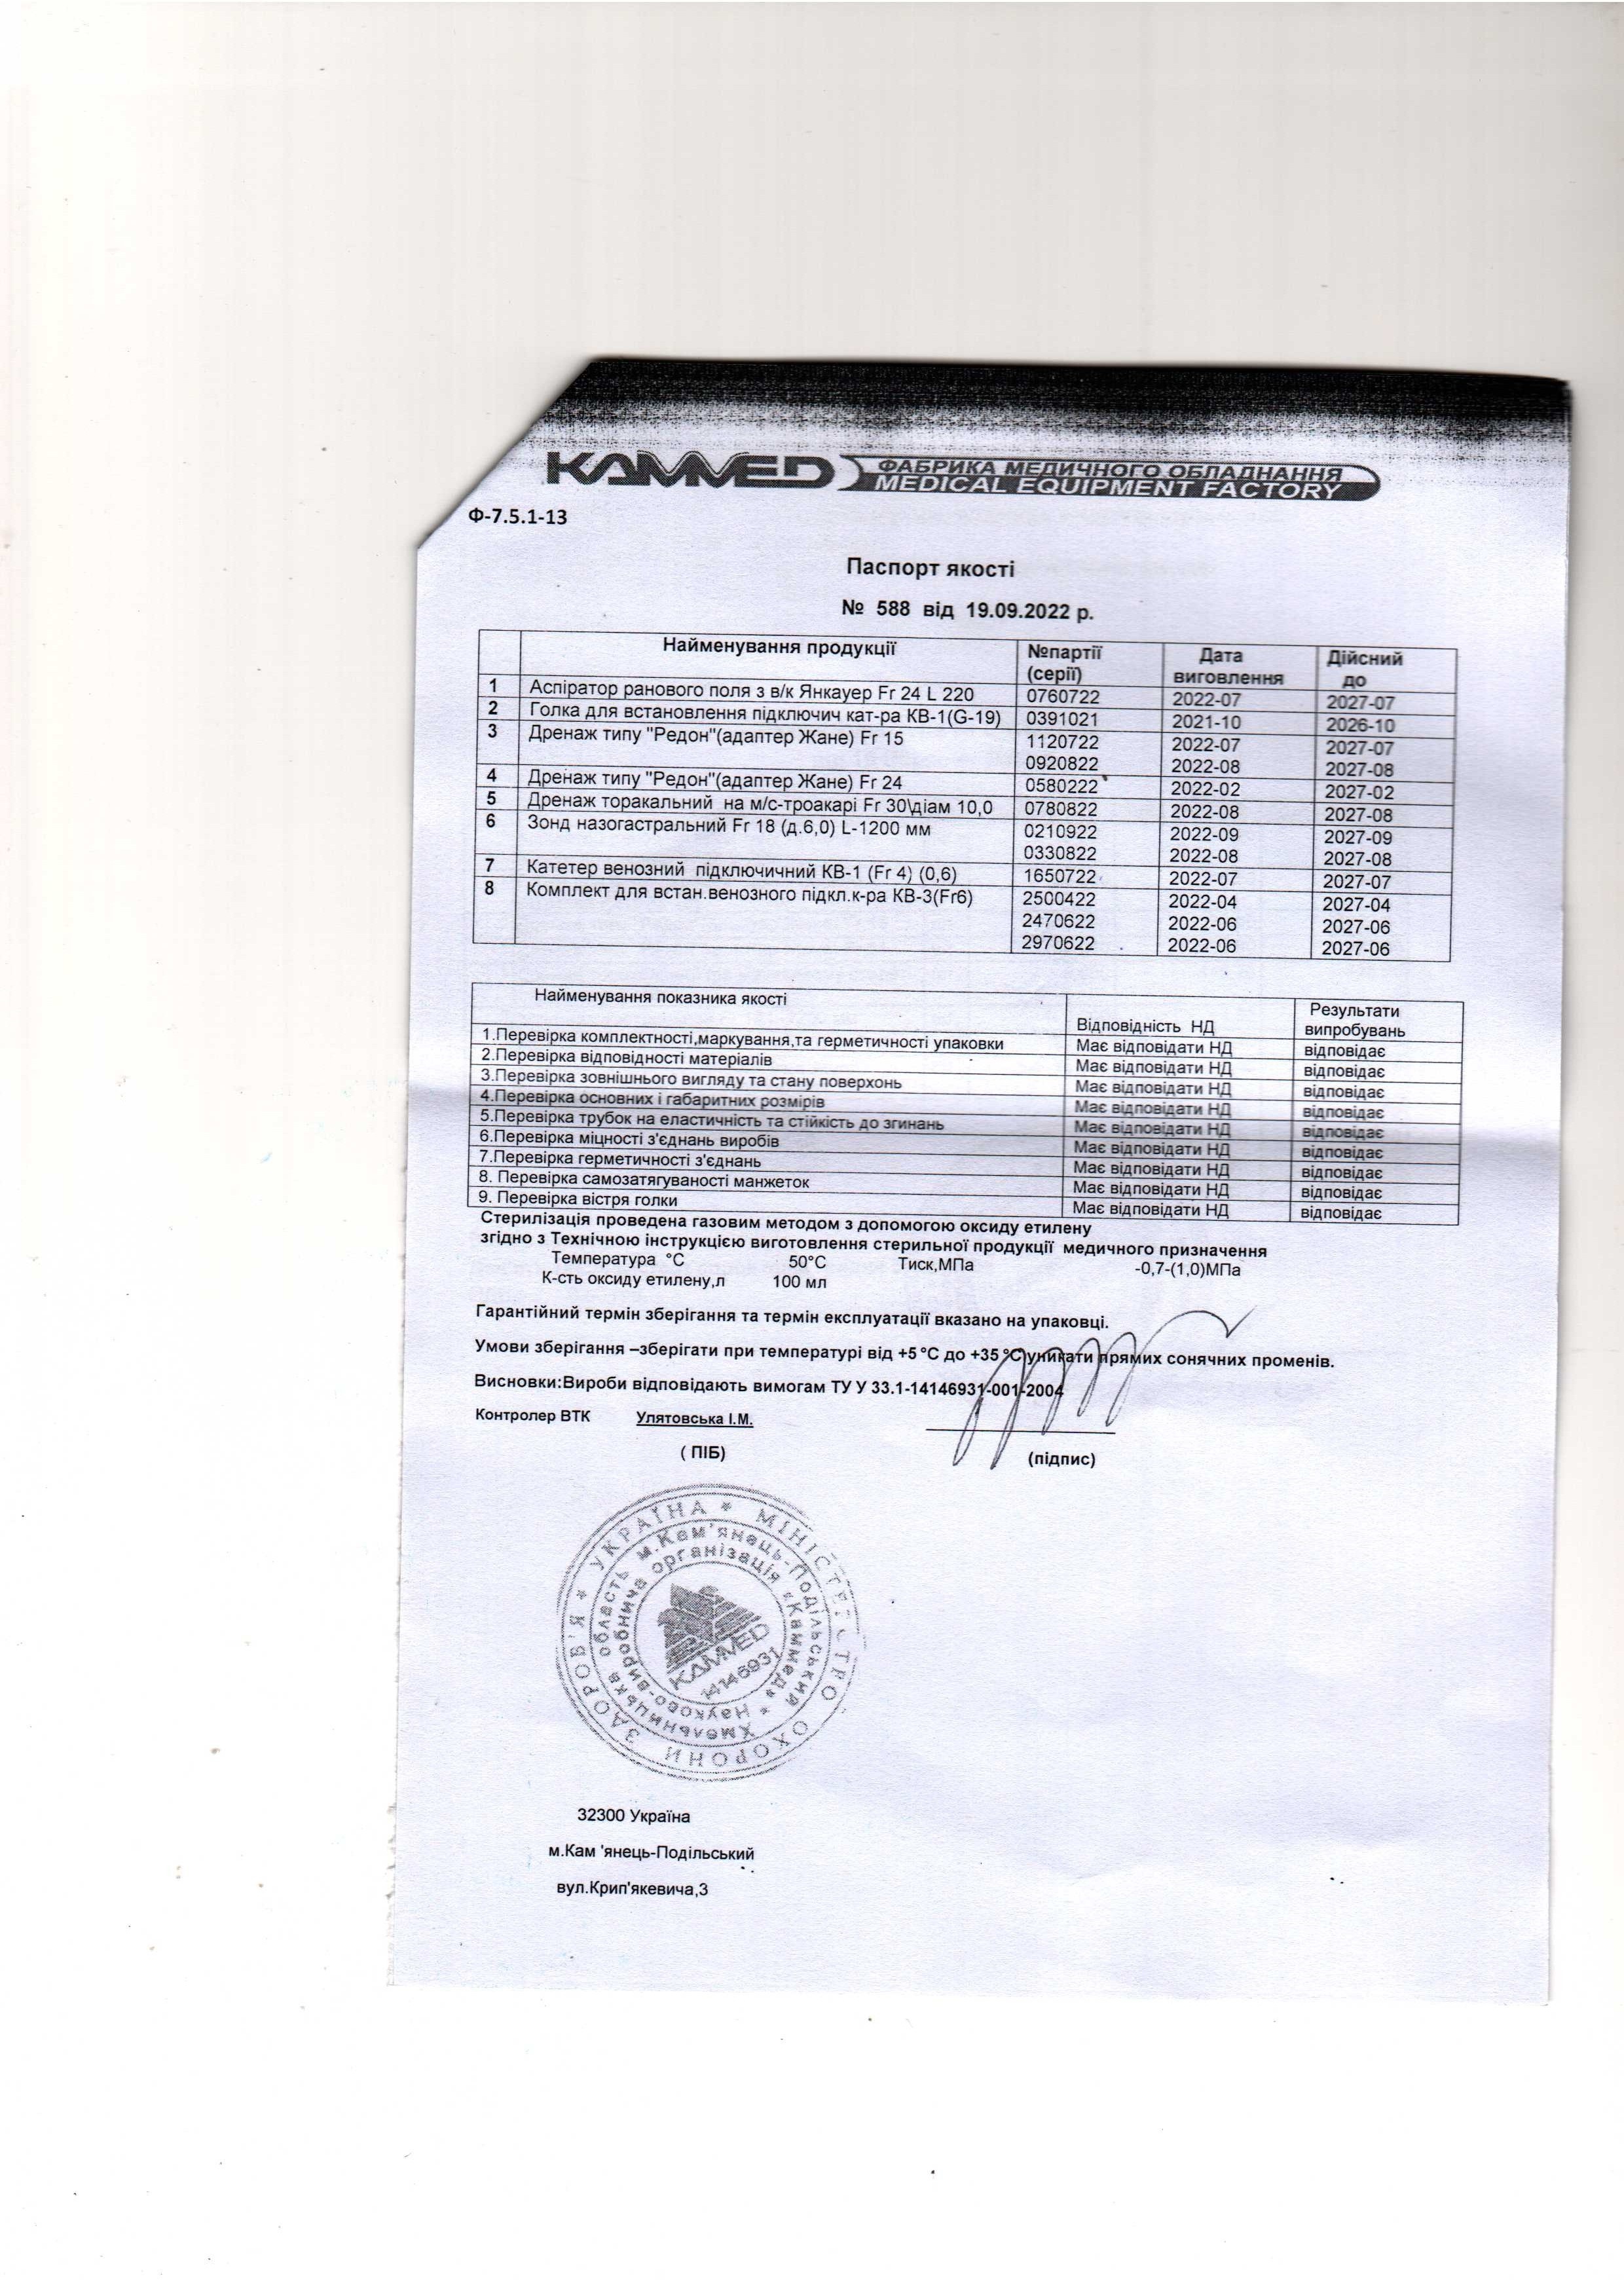 KAMMED ФАБРИКА МЕДИЧНОГО ОБЛАДНАННЯ
MEDICAL EQUIPMENT FACTORY
Ф-7.5.1-13
Паспорт якості
№ 588 від 19.09.2022 р.
Найменування продукції №партії (серії) Дата виговлення Дійсний до
1 Аспіратор ранового поля з в/к Янкауер Fr 24 L 220 0760722 2022-07 2027-07
2 Голка для встановлення підключич кат-ра КВ-1(G-19) 0391021 2021-10 2026-10
3 Дренаж типу "Редон"(адаптер Жане) Fr 15 1120722 2022-07 2027-07
0920822 2022-08 2027-08
4 Дренаж типу "Редон"(адаптер Жане) Fr 24 0580222 2022-02 2027-02
5 Дренаж торакальний на м/с-троакарі Fr 30\діам 10,0 0780822 2022-08 2027-08
6 Зонд назогастральний Fr 18 (д.6,0) L-1200 мм 0210922 2022-09 2027-09
0330822 2022-08 2027-08
7 Катетер венозний підключичний КВ-1 (Fr 4) (0,6) 1650722 2022-07 2027-07
8 Комплект для встан.венозного підкл.к-ра КВ-3(Fr6) 2500422 2022-04 2027-04
2470622 2022-06 2027-06
2970622 2022-06 2027-06
Найменування показника якості Відповідність НД Результати випробувань
1.Перевірка комплектності,маркування,та герметичності упаковки Має відповідати НД відповідає
2.Перевірка відповідності матеріалів Має відповідати НД відповідає
3.Перевірка зовнішнього вигляду та стану поверхонь Має відповідати НД відповідає
4.Перевірка основних і габаритних розмірів Має відповідати НД відповідає
5.Перевірка трубок на еластичність та стійкість до згинань Має відповідати НД відповідає
6.Перевірка міцності з'єднань виробів Має відповідати НД відповідає
7.Перевірка герметичності з'єднань Має відповідати НД відповідає
8. Перевірка самозатягуваності манжеток Має відповідати НД відповідає
9. Перевірка вістря голки Має відповідати НД відповідає
Стерилізація проведена газовим методом з допомогою оксиду етилену
згідно з Технічною інструкцією виготовлення стерильної продукції медичного призначення
Температура °С 50°С Тиск,МПа -0,7-(1,0)МПа
К-сть оксиду етилену,л 100 мл
Гарантійний термін зберігання та термін експлуатації вказано на упаковці.
Умови зберігання –зберігати при температурі від +5 °С до +35 °С уникати прямих сонячних променів.
Висновки:Вироби відповідають вимогам ТУ У 33.1-14146931-001-2004
Контролер ВТК Улятовська І.М.
( ПІБ) (підпис)
УКРАЇНА * МІНІСТЕРСТВО ОХОРОНИ ЗДОРОВ'Я *
Хмельницька область м.Кам'янець-Подільський
Науково-виробнича організація «Каммед» *
KAMMED
14146931
32300 Україна
м.Кам 'янець-Подільський
вул.Крип'якевича,3